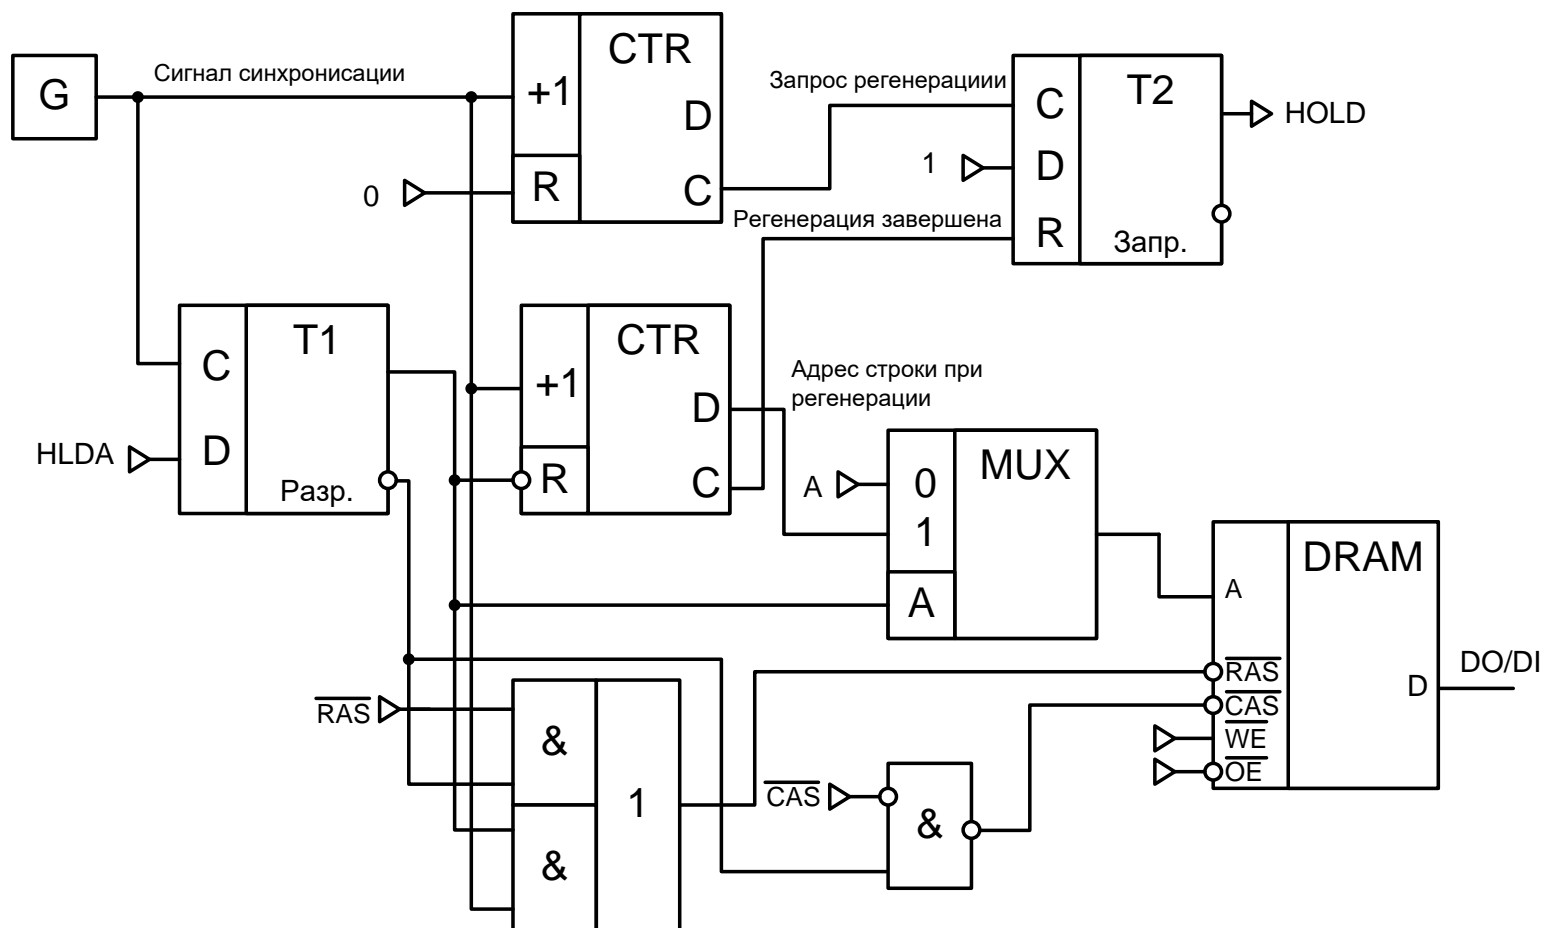 G
Сигнал синхронисации
+1
CTR
D
R
C
0
Запрос регенерациии
C
T2
D
R
Запр.
HOLD
1
Регенерация завершена
C
T1
D
Разр.
HLDA
+1
CTR
D
R
C
Адрес строки при
регенерации
A
0
MUX
1
A
DRAM
A
RAS
CAS
WE
OE
D
DO/DI
RAS
&
1
&
CAS
&